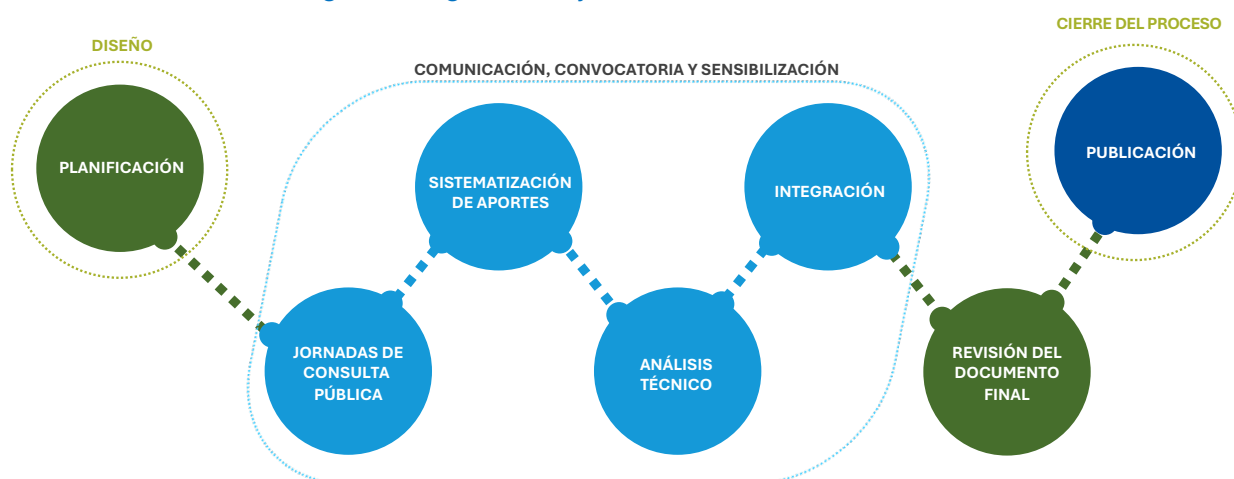 DISEÑO
PLANIFICACIÓN
COMUNICACIÓN, CONVOCATORIA Y SENSIBILIZACIÓN
JORNADAS DE
CONSULTA
PÚBLICA
SISTEMATIZACIÓN
DE APORTES
ANÁLISIS
TÉCNICO
INTEGRACIÓN
REVISIÓN DEL
DOCUMENTO
FINAL
CIERRE DEL PROCESO
PUBLICACIÓN